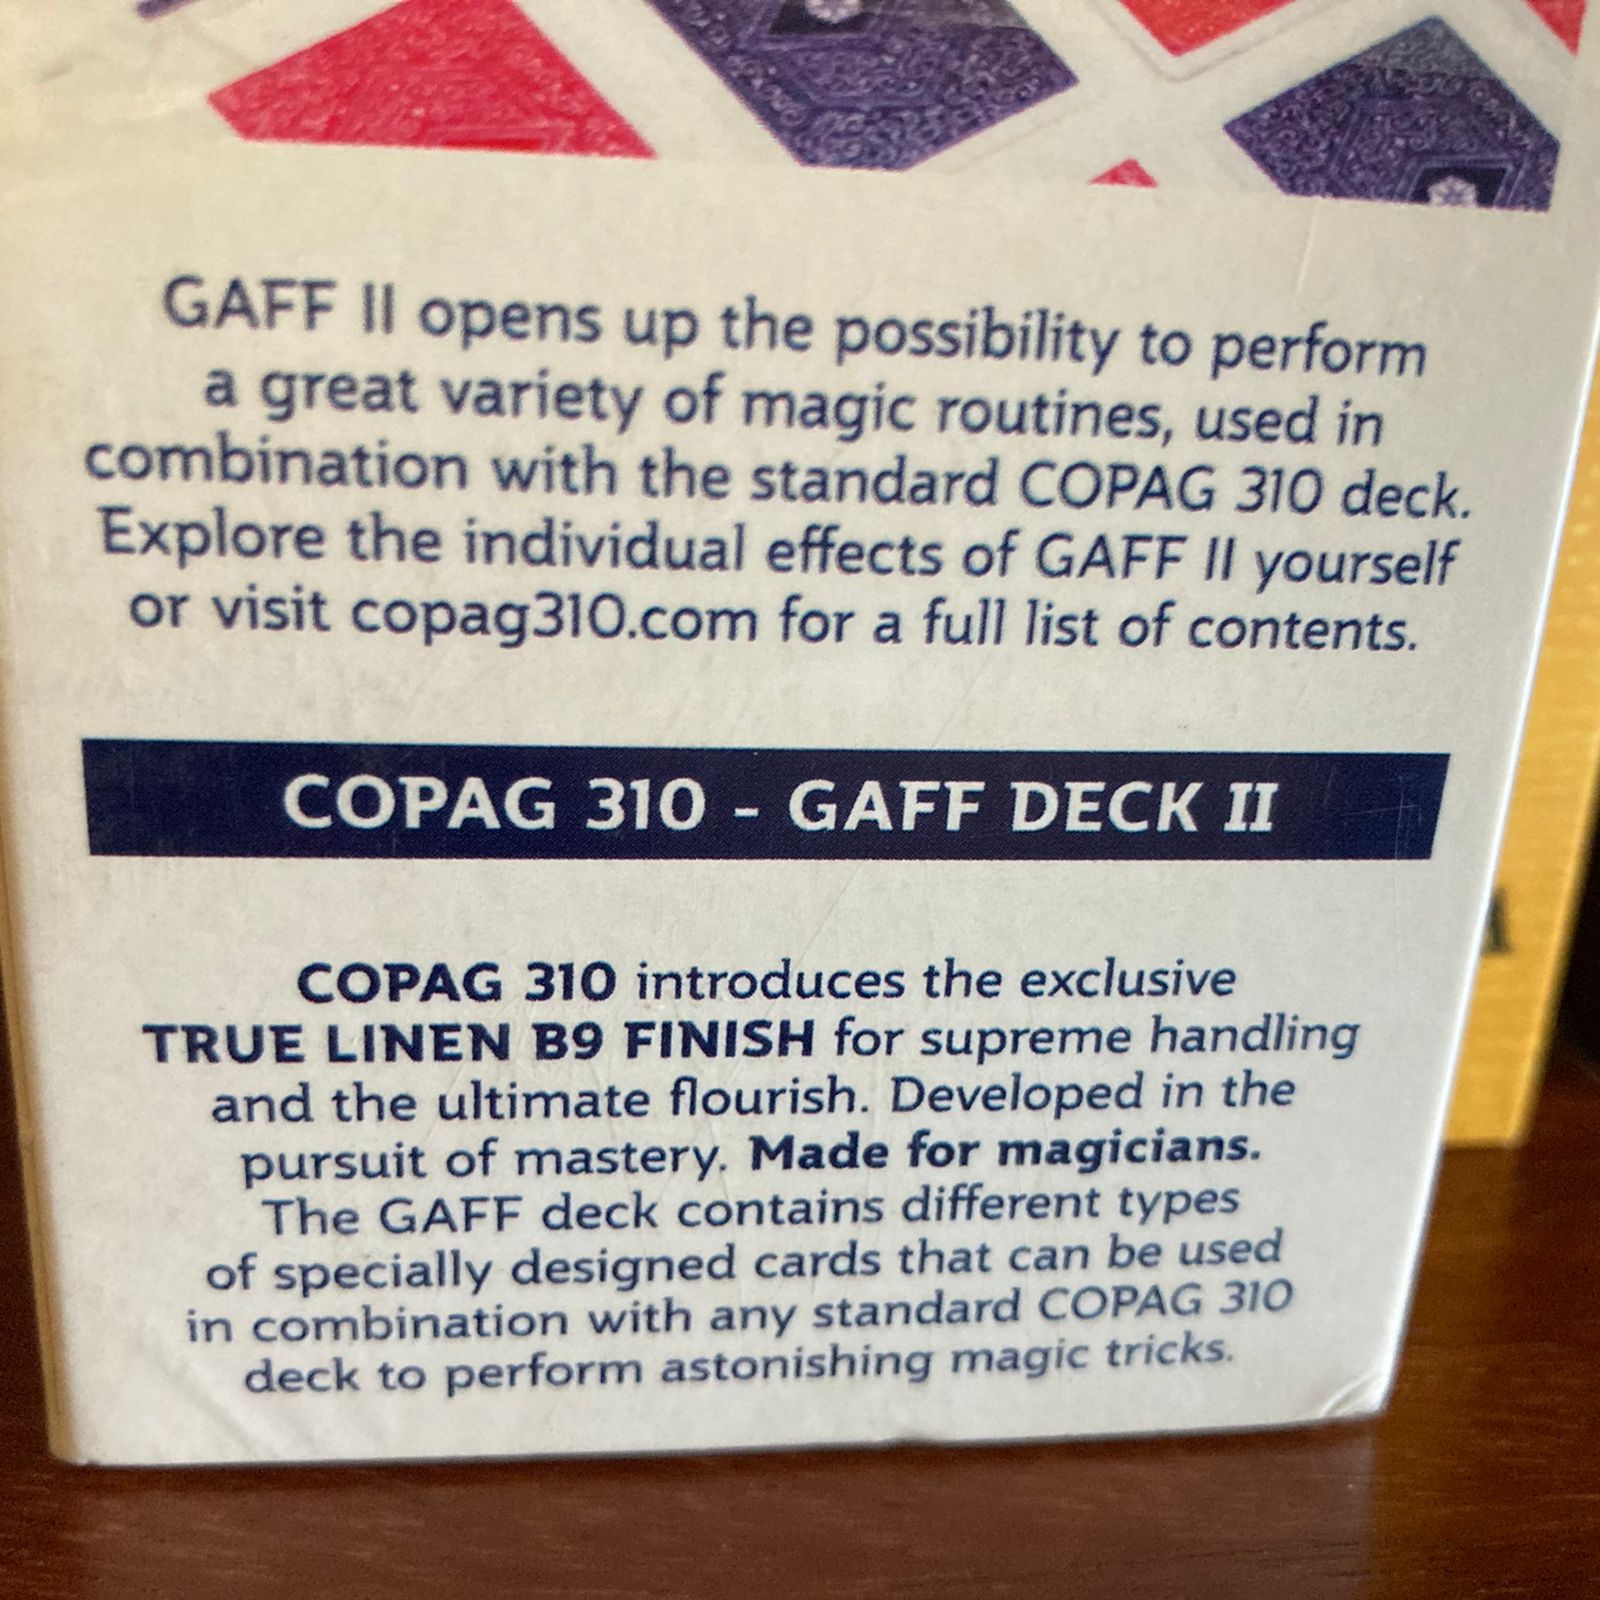 GAFF II opens up the possibility to perform
a great variety of magic routines, used in
combination with the standard COPAG 310 deck.
Explore the individual effects of GAFF II yourself
or visit copag310.com for a full list of contents.
COPAG 310 - GAFF DECK II
COPAG 310 introduces the exclusive
TRUE LINEN B9 FINISH for supreme handling
and the ultimate flourish. Developed in the
pursuit of mastery. Made for magicians.
The GAFF deck contains different types
of specially designed cards that can be used
in combination with any standard COPAG 310
deck to perform astonishing magic tricks.